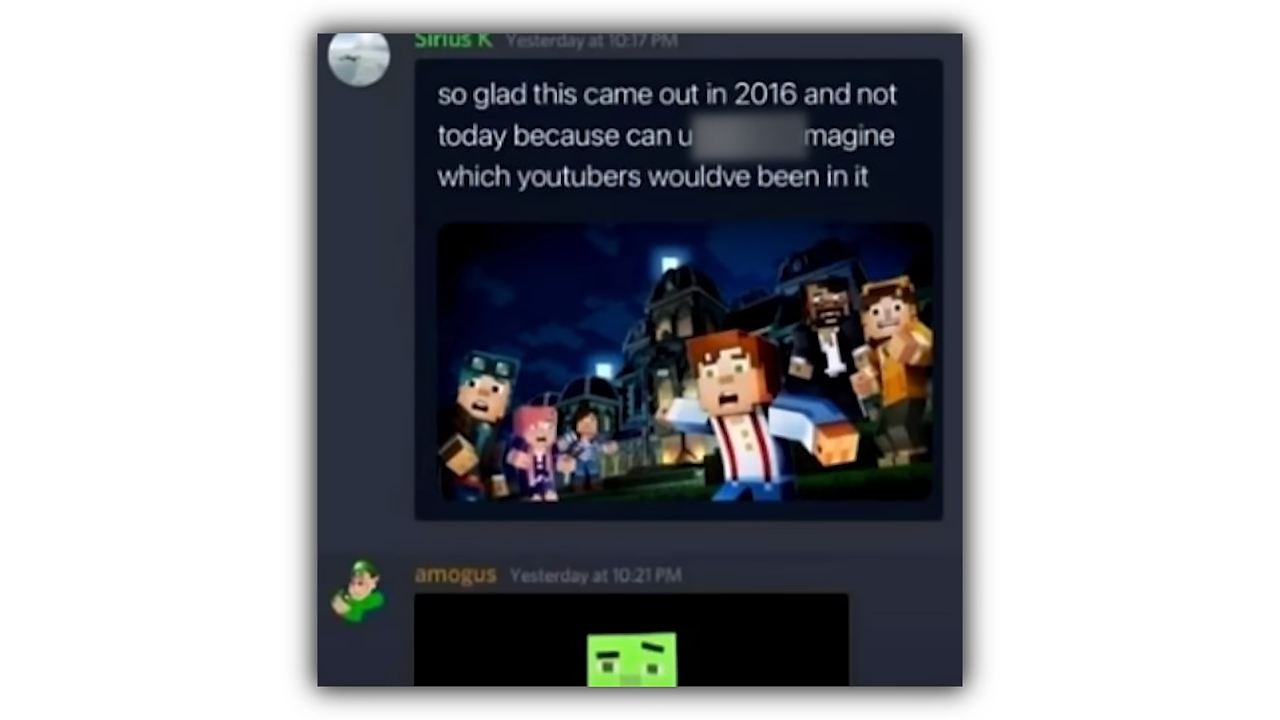 Sirius K Yesterday at 10:17 PM
so glad this came out in 2016 and not
today because can u magine
which youtubers wouldve been in it
amogus Yesterday at 10:21 PM